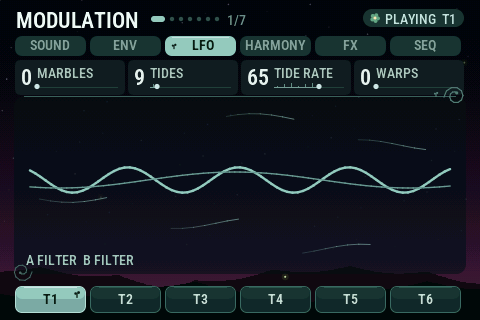 MODULATION 1/7 PLAYING T1
SOUND ENV LFO HARMONY FX SEQ
0 MARBLES 9 TIDES 65 TIDE RATE 0 WARPS
A FILTER B FILTER
T1 T2 T3 T4 T5 T6